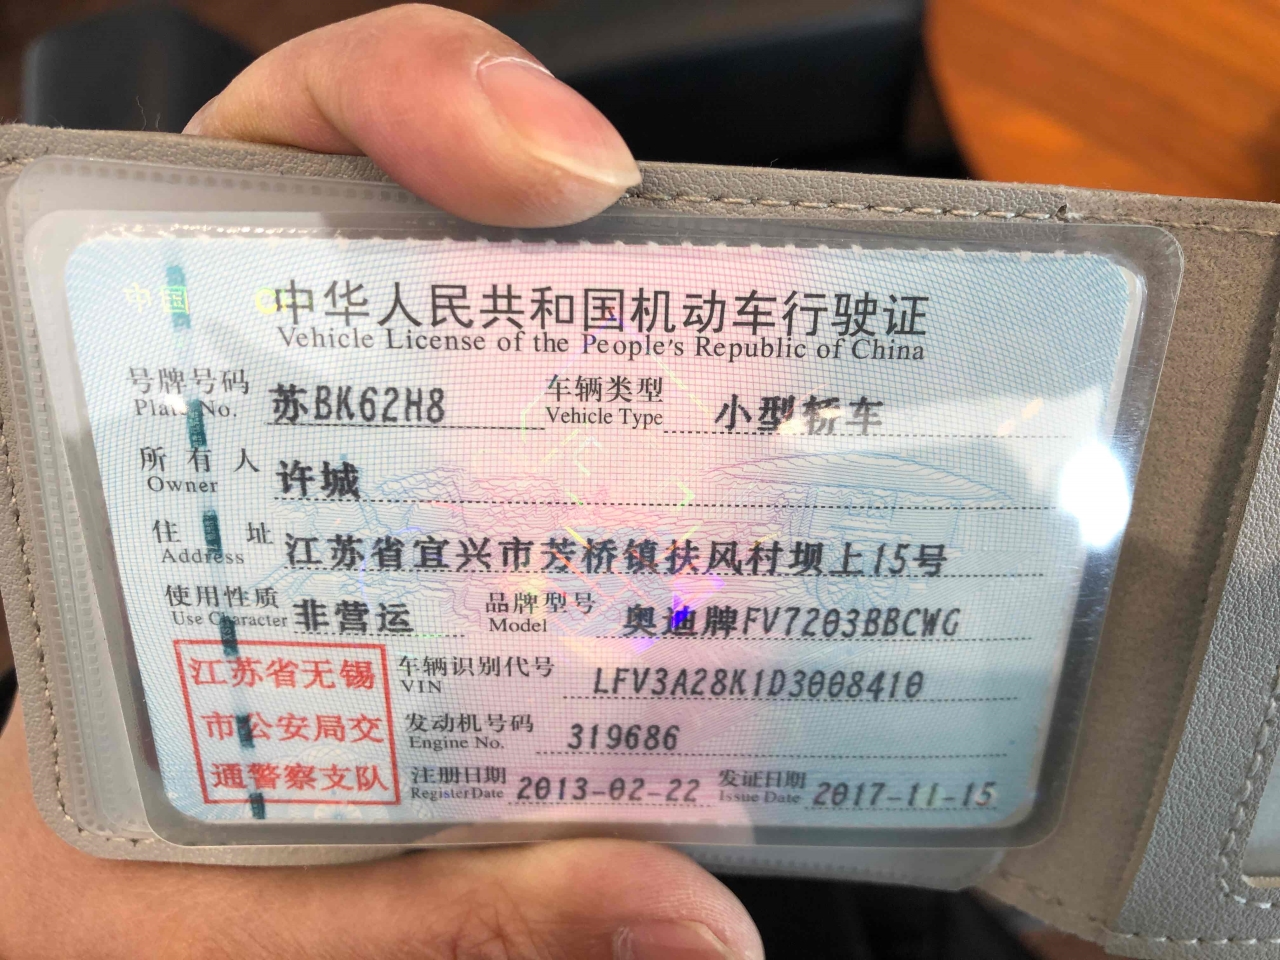 中国 C
中华人民共和国机动车行驶证
Vehicle License of the People's Republic of China
号牌号码 苏BK62H8 车辆类型 小型轿车
Plate No. Vehicle Type
所有人 许城
Owner
住址 江苏省宜兴市芳桥镇扶风村坝上15号
Address
使用性质 非营运 品牌型号 奥迪牌FV7203BBCWG
Use Character Model
江苏省无锡 车辆识别代号 LFV3A28K1D3008410
VIN
市公安局交 发动机号码 319686
Engine No.
通警察支队 注册日期 2013-02-22 发证日期 2017-11-15
Register Date Issue Date